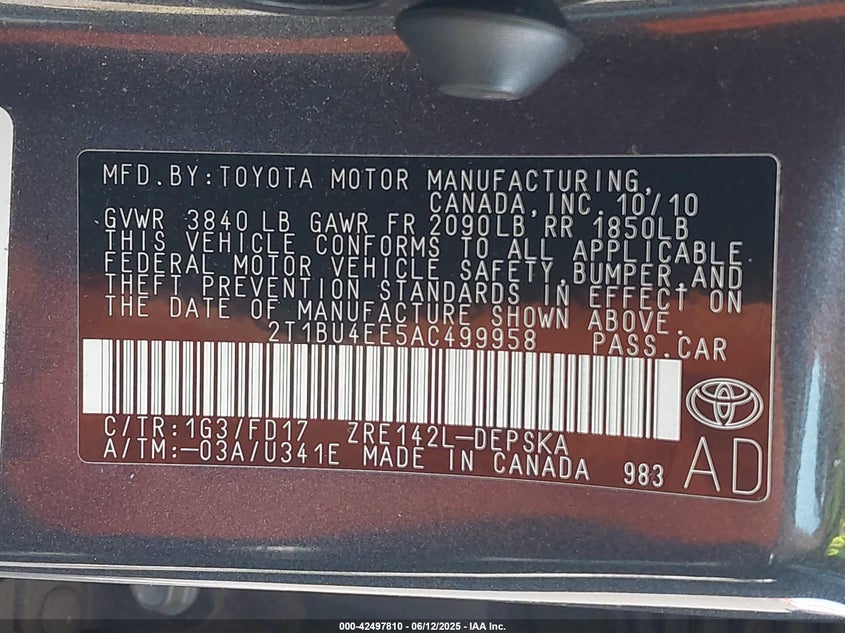 MFD.BY:TOYOTA MOTOR MANUFACTURING,
CANADA,INC. 10/10
GVWR 3840 LB GAWR FR 2090LB RR 1850LB
THIS VEHICLE CONFORMS TO ALL APPLICABLE
FEDERAL MOTOR VEHICLE SAFETY,BUMPER,AND
THEFT PREVENTION STANDARDS IN EFFECT ON
THE DATE OF MANUFACTURE SHOWN ABOVE.
2T1BU4EE5AC499958 PASS.CAR
C/TR:1G3/FD17 ZRE142L-DEPSKA
A/TM:-03A/U341E MADE IN CANADA 983
AD
000-42497810 - 06/12/2025 - IAA Inc.